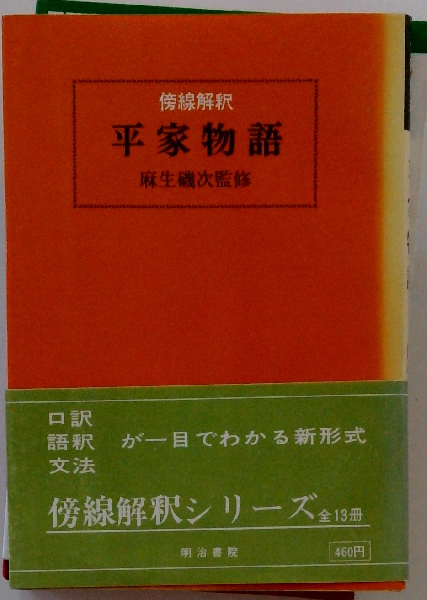 傍線解釈
平家物語
麻生磯次監修
口訳
語釈 が一目でわかる新形式
文法
傍線解釈シリーズ全13冊
明治書院 460円